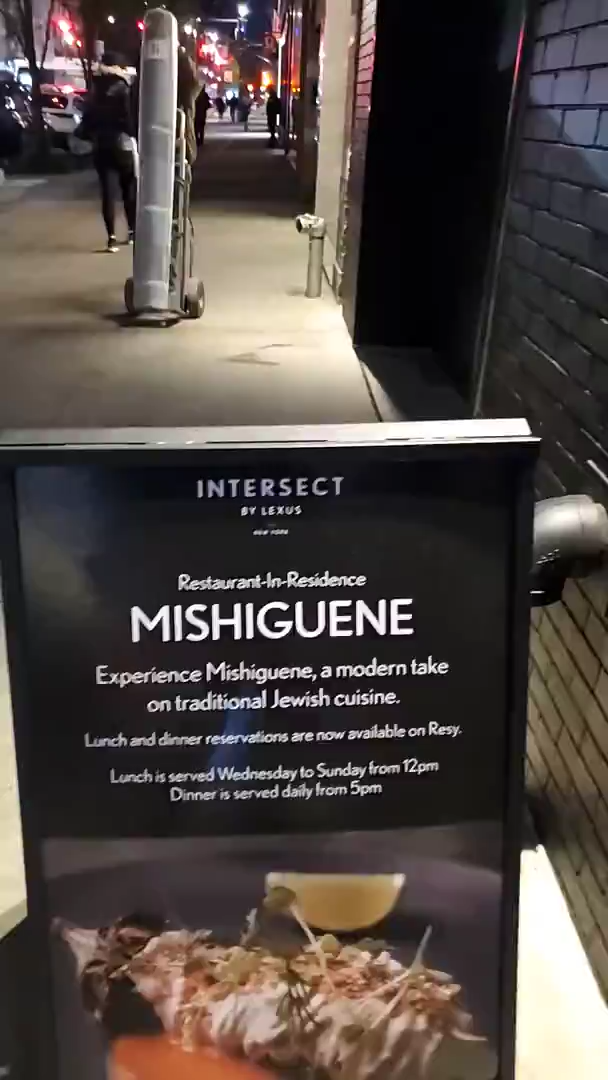 INTERSECT
BY LEXUS
NEW YORK
Restaurant-In-Residence
MISHIGUENE
Experience Mishiguene, a modern take
on traditional Jewish cuisine.
Lunch and dinner reservations are now available on Resy.
Lunch is served Wednesday to Sunday from 12pm
Dinner is served daily from 5pm